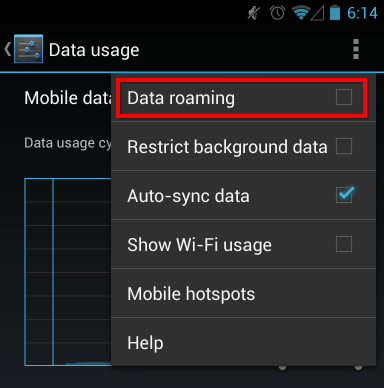 6:14
Data usage
Mobile data
Data roaming
Data usage cy
Restrict background data
Auto-sync data
Show Wi-Fi usage
Mobile hotspots
Help